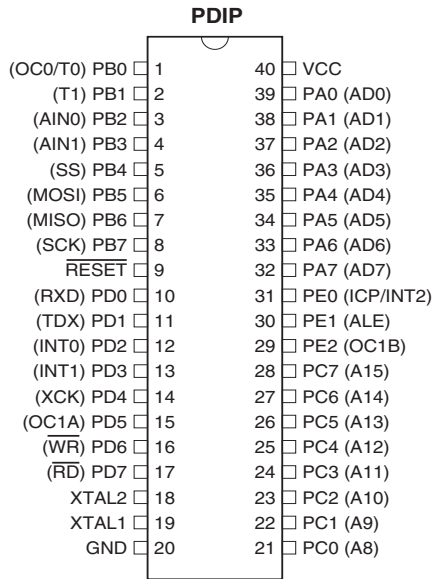 PDIP
(OC0/T0) PB0 1 40 VCC
(T1) PB1 2 39 PA0 (AD0)
(AIN0) PB2 3 38 PA1 (AD1)
(AIN1) PB3 4 37 PA2 (AD2)
(SS) PB4 5 36 PA3 (AD3)
(MOSI) PB5 6 35 PA4 (AD4)
(MISO) PB6 7 34 PA5 (AD5)
(SCK) PB7 8 33 PA6 (AD6)
RESET 9 32 PA7 (AD7)
(RXD) PD0 10 31 PE0 (ICP/INT2)
(TDX) PD1 11 30 PE1 (ALE)
(INT0) PD2 12 29 PE2 (OC1B)
(INT1) PD3 13 28 PC7 (A15)
(XCK) PD4 14 27 PC6 (A14)
(OC1A) PD5 15 26 PC5 (A13)
(WR) PD6 16 25 PC4 (A12)
(RD) PD7 17 24 PC3 (A11)
XTAL2 18 23 PC2 (A10)
XTAL1 19 22 PC1 (A9)
GND 20 21 PC0 (A8)